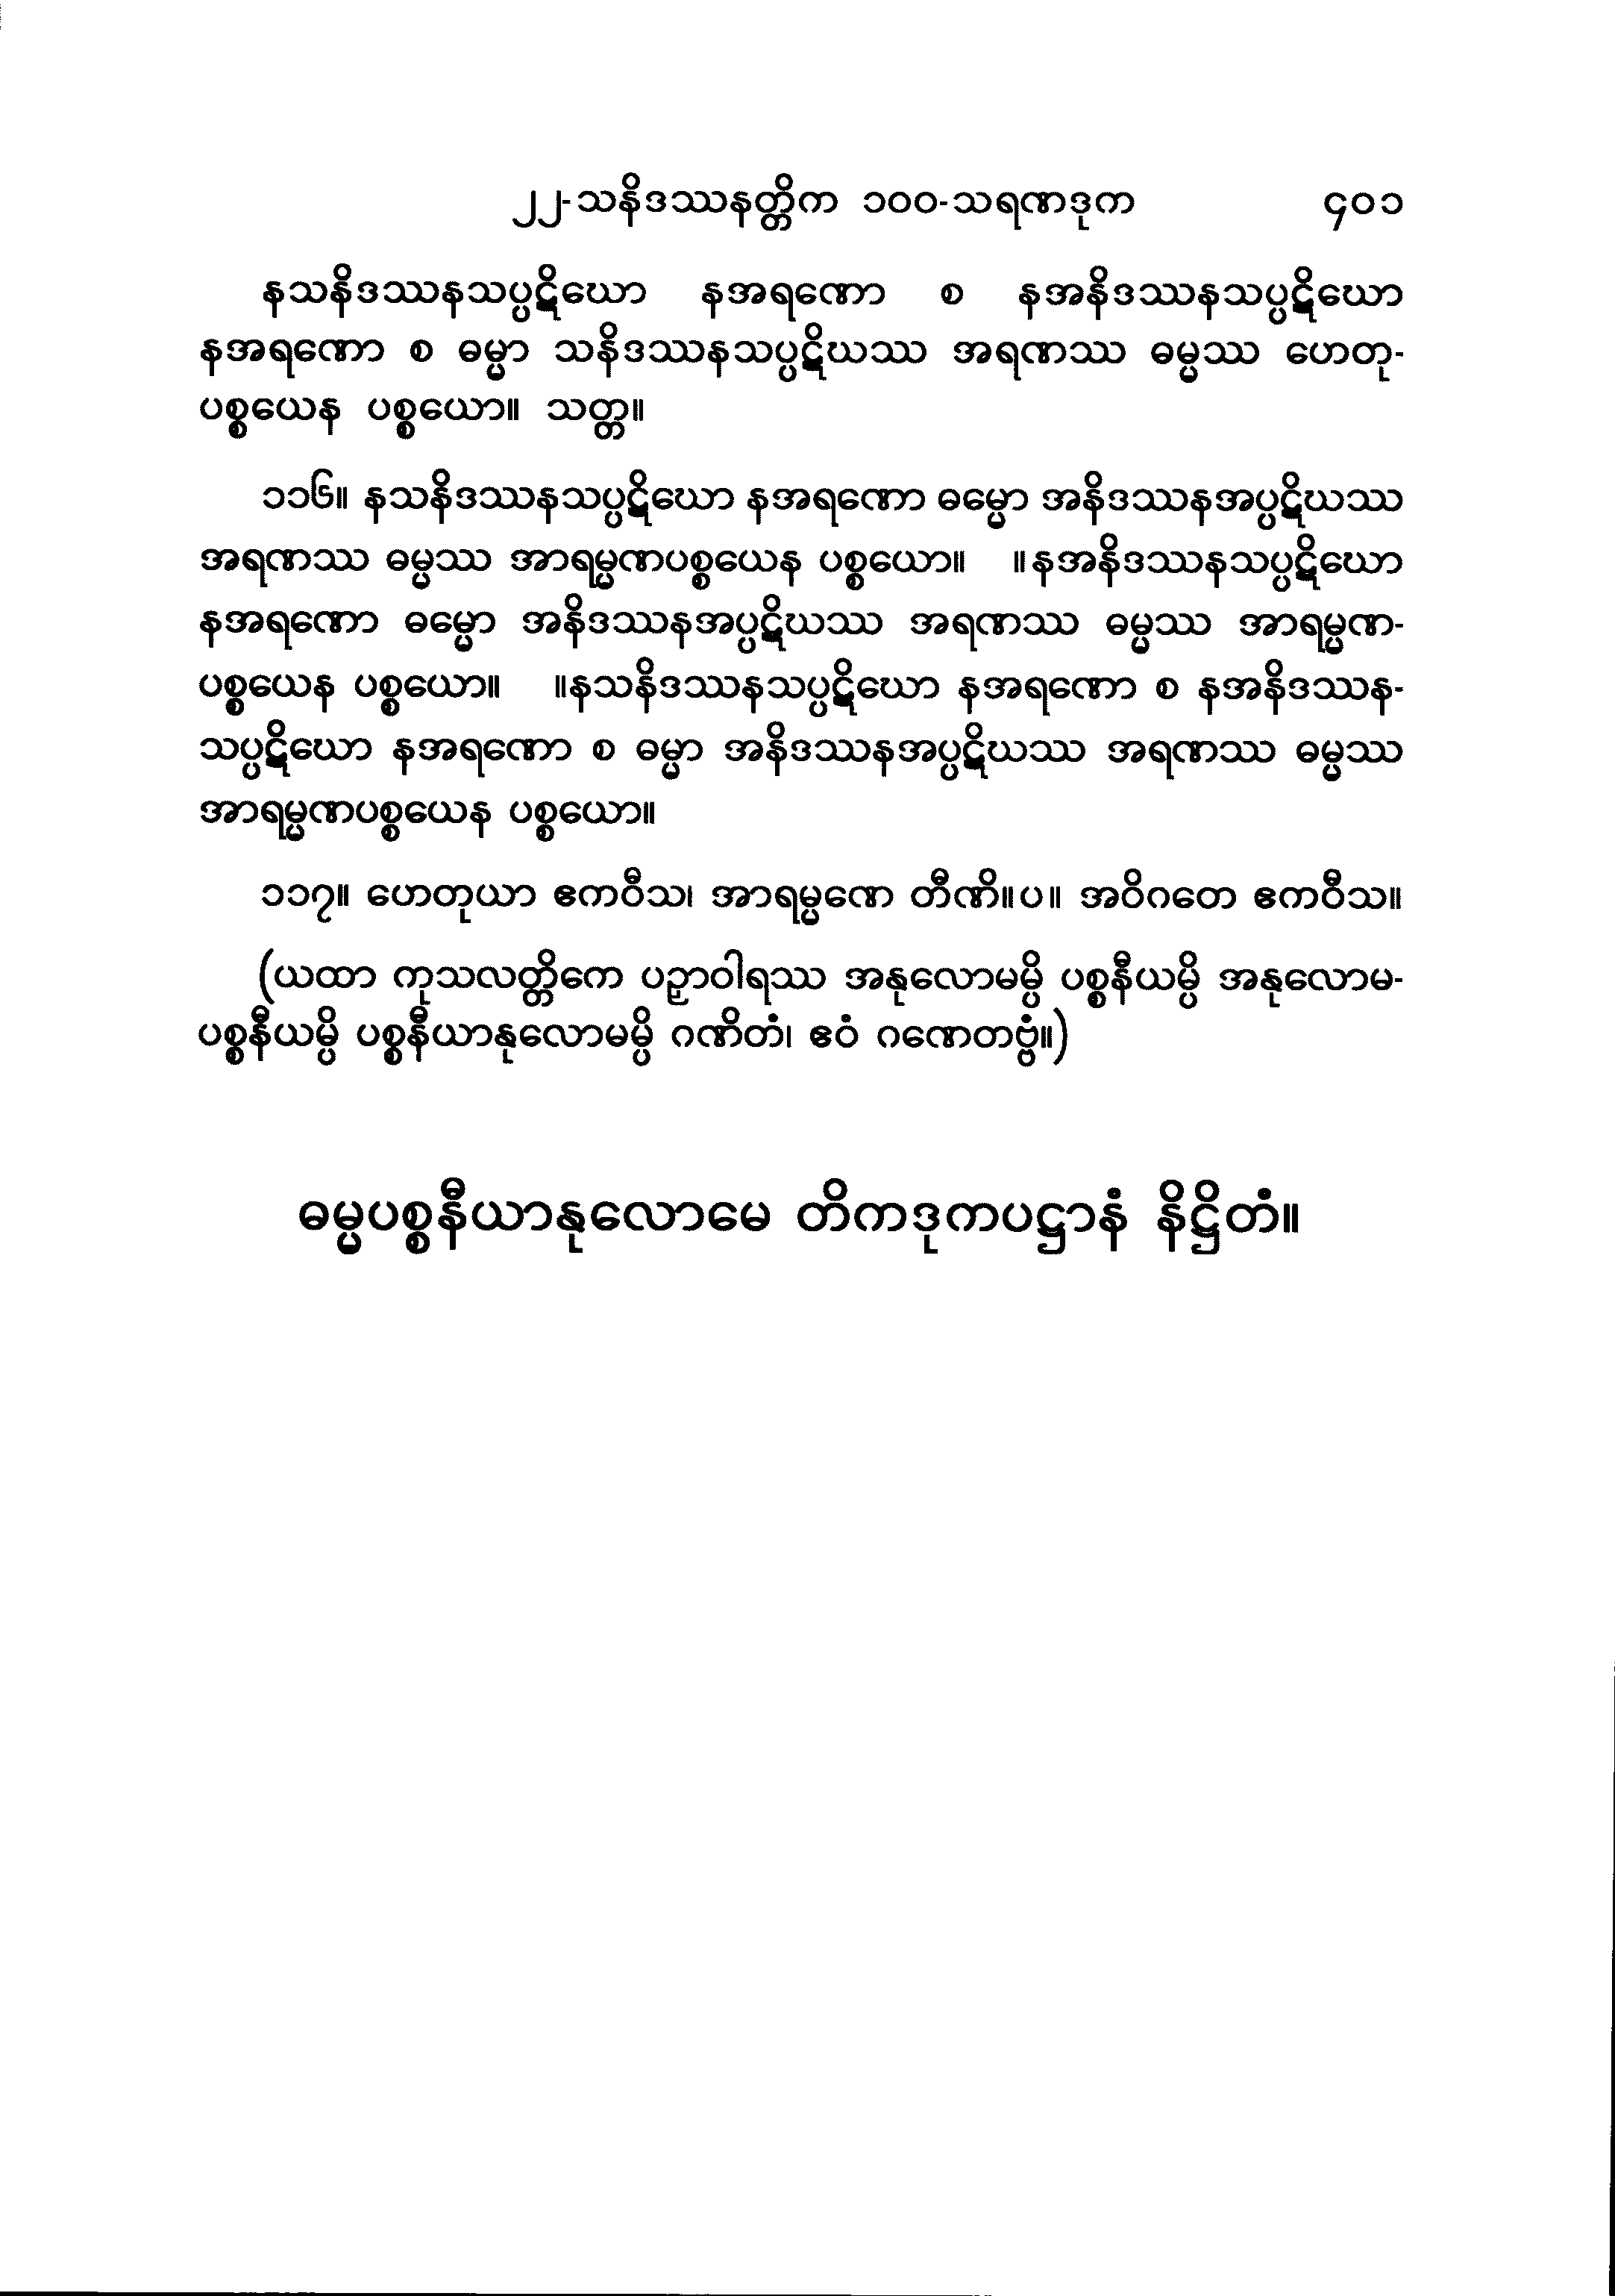 ၂၂-သနိဒဿနတ္တိက ၁၀၀-သရဏဒုက ၄၀၁
နသနိဒဿနသပ္ပဋိဃော နအရဏော စ နအနိဒဿနသပ္ပဋိဃော
နအရဏော စ ဓမ္မာ သနိဒဿနသပ္ပဋိဃဿ အရဏဿ ဓမ္မဿ ဟေတု-
ပစ္စယေန ပစ္စယော။ သတ္တ။
၁၁၆။ နသနိဒဿနသပ္ပဋိဃော နအရဏော ဓမ္မော အနိဒဿနအပ္ပဋိဃဿ
အရဏဿ ဓမ္မဿ အာရမ္မဏပစ္စယေန ပစ္စယော။ ။နအနိဒဿနသပ္ပဋိဃော
နအရဏော ဓမ္မော အနိဒဿနအပ္ပဋိဃဿ အရဏဿ ဓမ္မဿ အာရမ္မဏ-
ပစ္စယေန ပစ္စယော။ ။နသနိဒဿနသပ္ပဋိဃော နအရဏော စ နအနိဒဿန-
သပ္ပဋိဃော နအရဏော စ ဓမ္မာ အနိဒဿနအပ္ပဋိဃဿ အရဏဿ ဓမ္မဿ
အာရမ္မဏပစ္စယေန ပစ္စယော။
၁၁၇။ ဟေတုယာ ဧကဝီသ၊ အာရမ္မဏေ တီဏိ။ပ။ အဝိဂတေ ဧကဝီသ။
(ယထာ ကုသလတ္တိကေ ပဉှာဝါရဿ အနုလောမမ္ပိ ပစ္စနီယမ္ပိ အနုလောမ-
ပစ္စနီယမ္ပိ ပစ္စနီယာနုလောမမ္ပိ ဂဏိတံ၊ ဧဝံ ဂဏေတဗ္ဗံ။)
ဓမ္မပစ္စနီယာနုလောမေ တိကဒုကပဋ္ဌာနံ နိဋ္ဌိတံ။